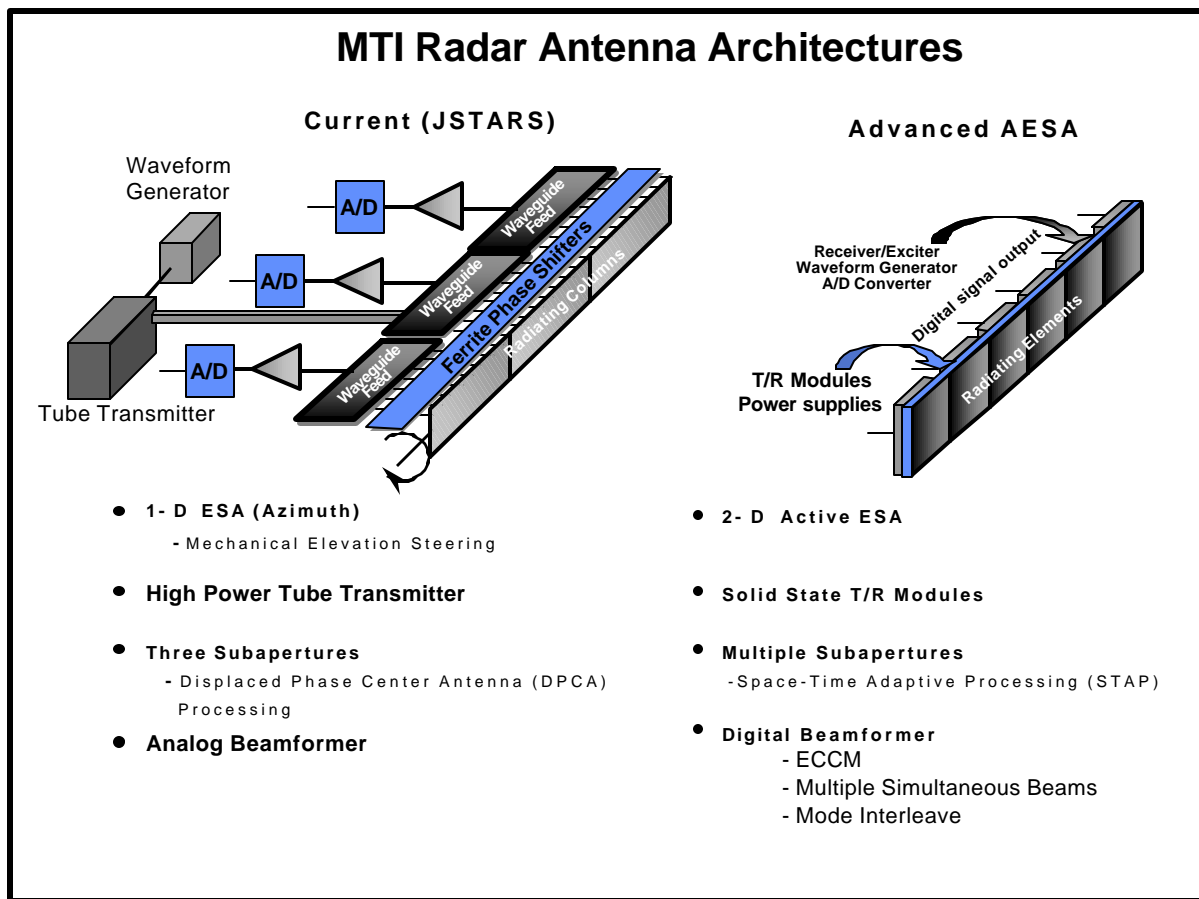 MTI Radar Antenna Architectures
Current (JSTARS)
Waveform
Generator
A/D
A/D
A/D
Tube Transmitter
Waveguide
Feed
Waveguide
Feed
Waveguide
Feed
Ferrite Phase Shifters
Radiating Columns
• 1- D ESA (Azimuth)
- Mechanical Elevation Steering
• High Power Tube Transmitter
• Three Subapertures
- Displaced Phase Center Antenna (DPCA)
Processing
• Analog Beamformer
Advanced AESA
Receiver/Exciter
Waveform Generator
A/D Converter
Digital signal output
T/R Modules
Power supplies
Radiating Elements
• 2- D Active ESA
• Solid State T/R Modules
• Multiple Subapertures
-Space-Time Adaptive Processing (STAP)
• Digital Beamformer
- ECCM
- Multiple Simultaneous Beams
- Mode Interleave